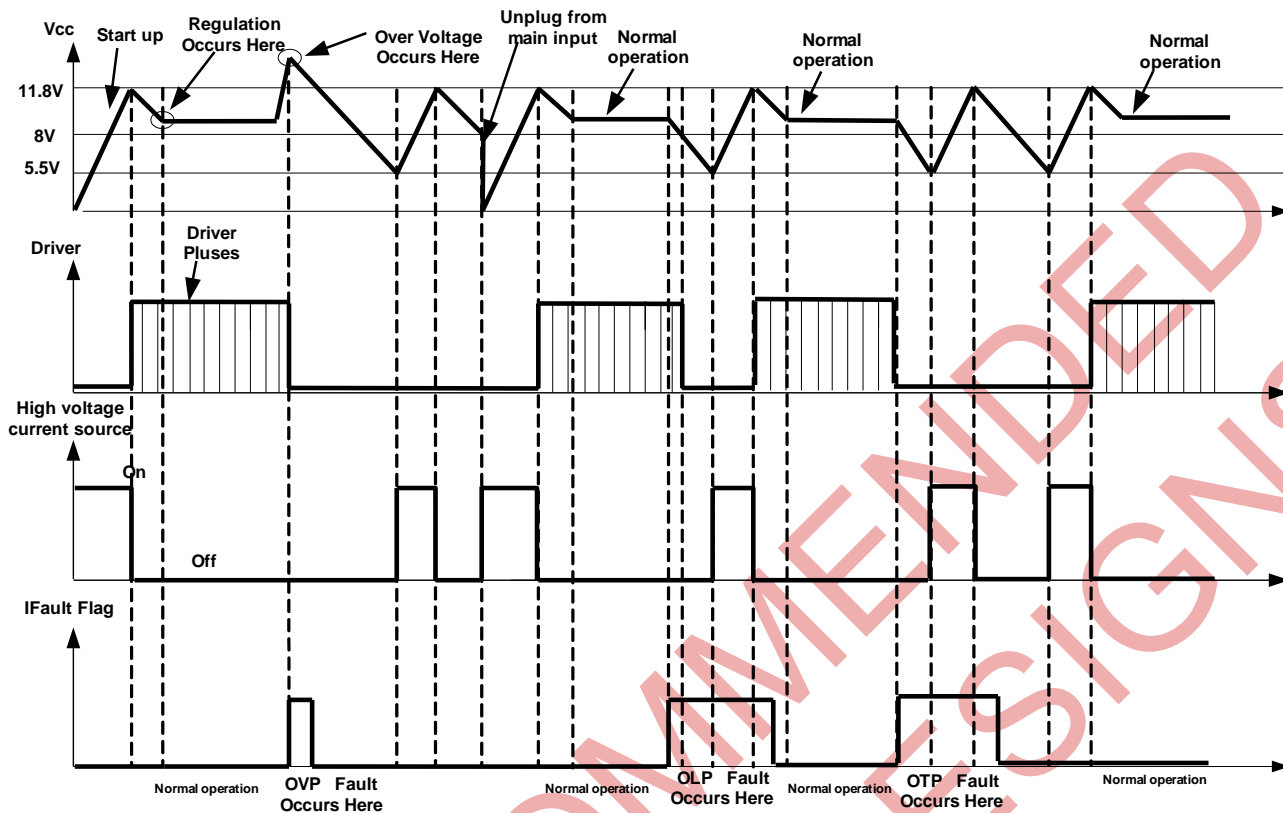 Vcc
Start up
Regulation
Occurs Here
Over Voltage
Occurs Here
Unplug from
main input
Normal
operation
Normal
operation
Normal
operation
11.8V
8V
5.5V
Driver
Driver
Pluses
High voltage
current source
On
Off
IFault Flag
Normal operation
OVP Fault
Occurs Here
Normal operation
OLP Fault
Occurs Here
Normal operation
OTP Fault
Occurs Here
Normal operation
OMMENDED
ESIGNS